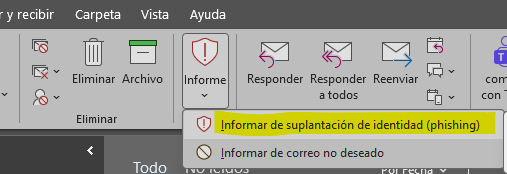 r y recibir Carpeta Vista Ayuda
Eliminar Archivo Informe Responder Responder a todos Reenviar com con T
Eliminar
Informar de suplantación de identidad (phishing)
Informar de correo no deseado
Todo No leídos Por Fecha